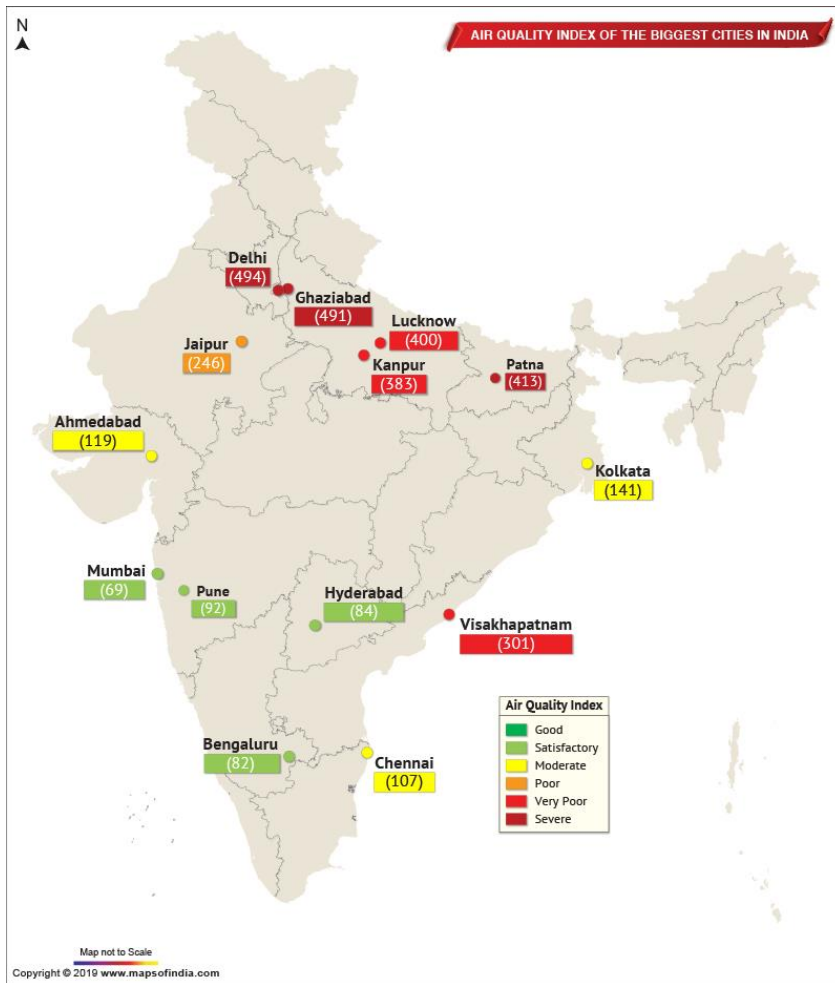 N
AIR QUALITY INDEX OF THE BIGGEST CITIES IN INDIA
Delhi
(494)
Ghaziabad
(491)
Lucknow
(400)
Jaipur
(246)
Kanpur
(383)
Patna
(413)
Ahmedabad
(119)
Kolkata
(141)
Mumbai
(69)
Pune
(92)
Hyderabad
(84)
Visakhapatnam
(301)
Bengaluru
(82)
Chennai
(107)
Air Quality Index
Good
Satisfactory
Moderate
Poor
Very Poor
Severe
Map not to Scale
Copyright © 2019 www.mapsofindia.com